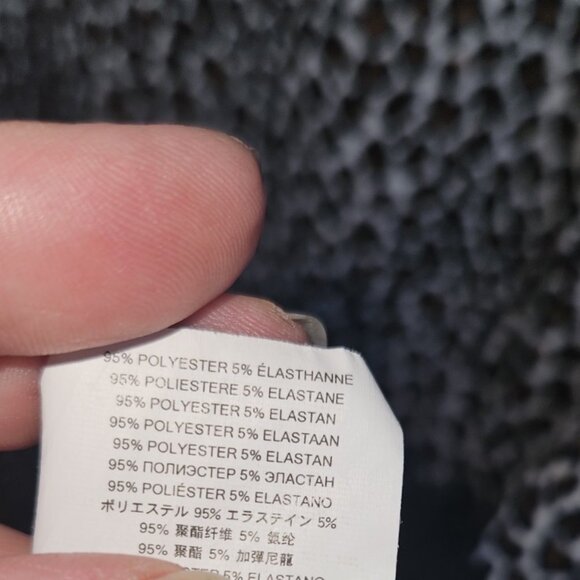 95% POLYESTER 5% ÉLASTHANNE
95% POLIESTERE 5% ELASTANE
95% POLYESTER 5% ELASTAN
95% POLYESTER 5% ELASTAAN
95% POLYESTER 5% ELASTAN
95% ПОЛИЭСТЕР 5% ЭЛАСТАН
95% POLIÉSTER 5% ELASTANO
ポリエステル 95% エラステイン 5%
95% 聚酯纤维 5% 氨纶
95% 聚酯 5% 加彈尼龍
5% ELASTANO